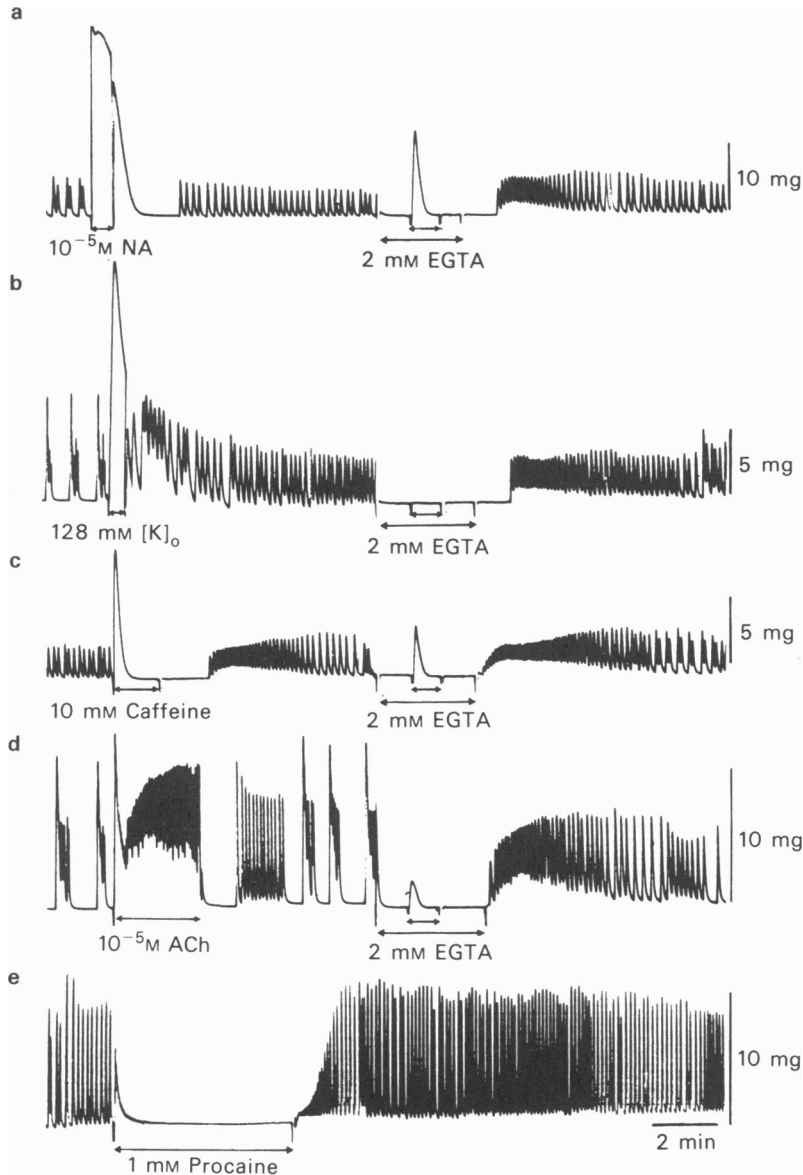 a
10 mg
10⁻⁵M NA
2 mM EGTA
b
5 mg
128 mM [K]ₒ
2 mM EGTA
c
5 mg
10 mM Caffeine
2 mM EGTA
d
10 mg
10⁻⁵M ACh
2 mM EGTA
e
10 mg
2 min
1 mM Procaine